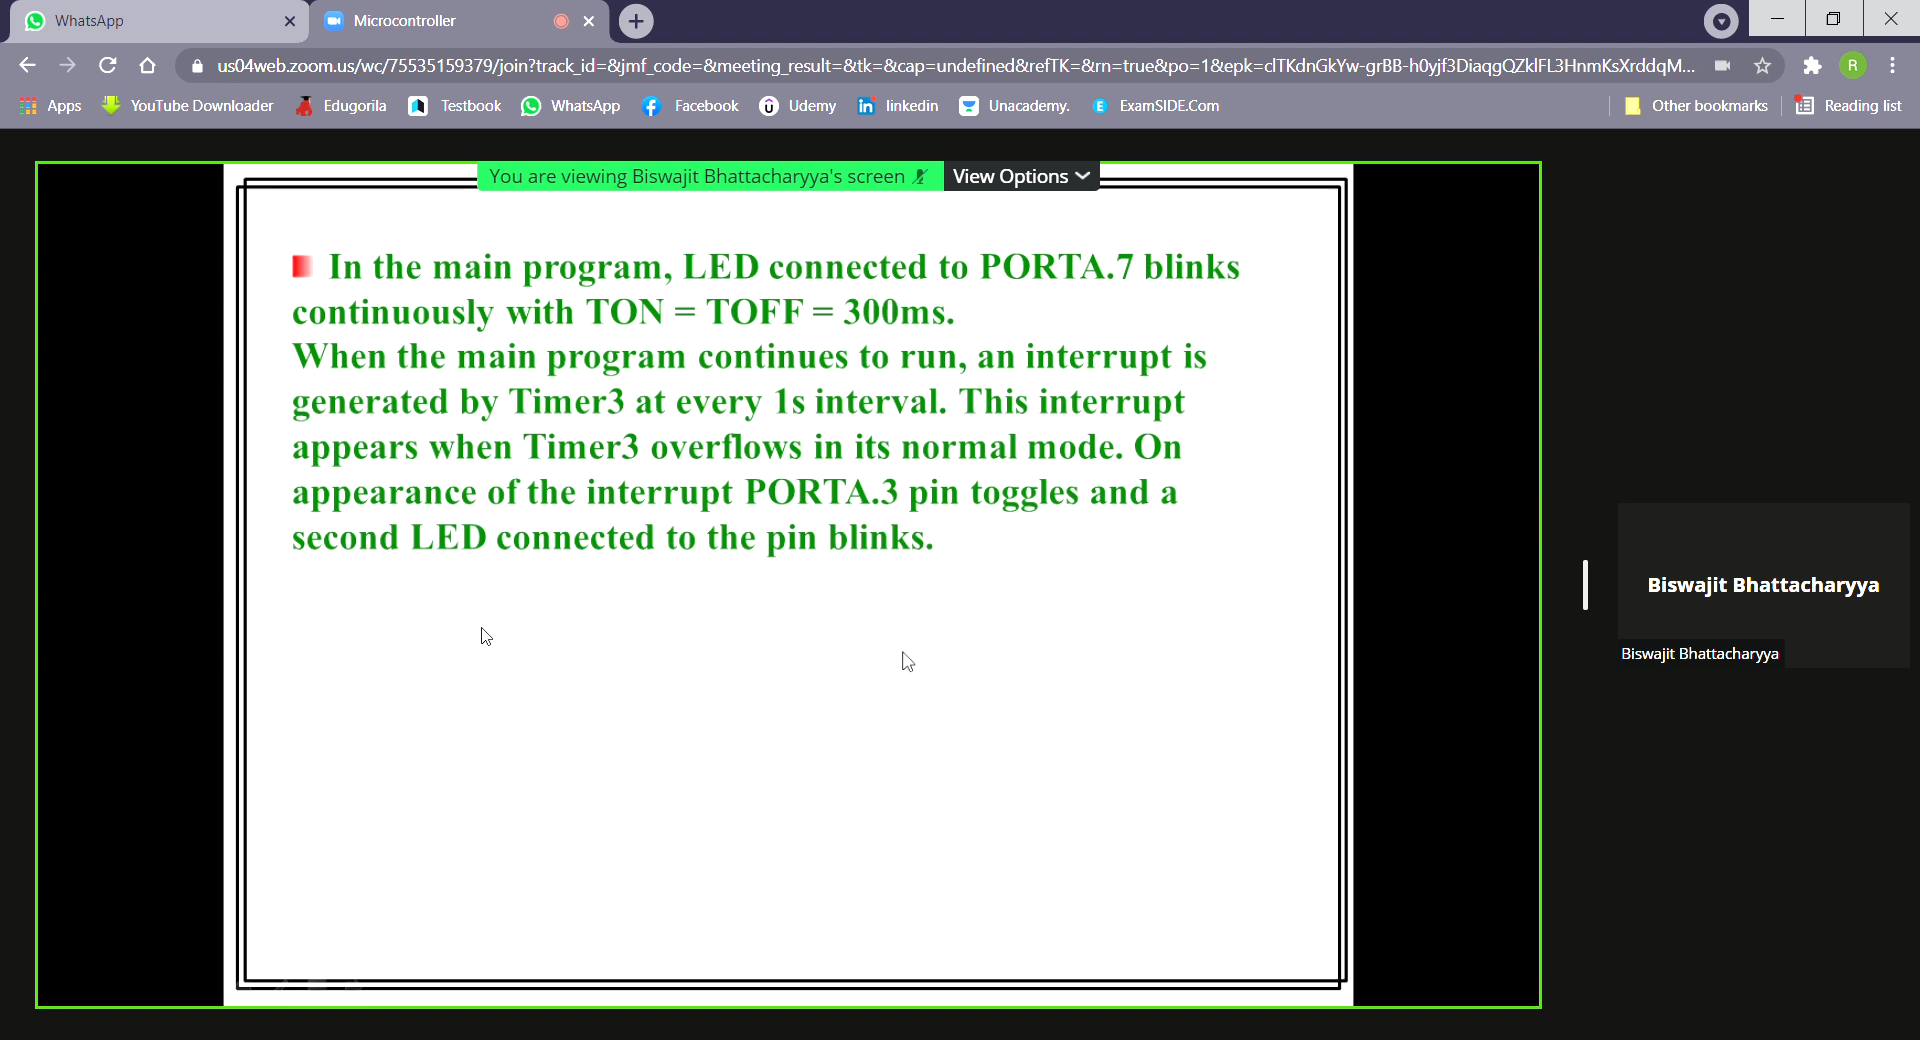 WhatsApp
Microcontroller
us04web.zoom.us/wc/75535159379/join?track_id=&jmf_code=&meeting_result=&tk=&cap=undefined&refTK=&rn=true&po=1&epk=clTKdnGkYw-grBB-h0yjf3DiaqgQZklFL3HnmKsXrddqM...
R
Apps YouTube Downloader Edugorila Testbook WhatsApp Facebook Udemy linkedin Unacademy. ExamSIDE.Com Other bookmarks Reading list
You are viewing Biswajit Bhattacharyya's screen View Options
In the main program, LED connected to PORTA.7 blinks
continuously with TON = TOFF = 300ms.
When the main program continues to run, an interrupt is
generated by Timer3 at every 1s interval. This interrupt
appears when Timer3 overflows in its normal mode. On
appearance of the interrupt PORTA.3 pin toggles and a
second LED connected to the pin blinks.
Biswajit Bhattacharyya
Biswajit Bhattacharyya